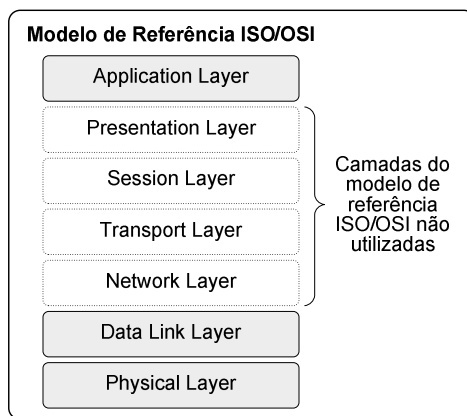 Modelo de Referência ISO/OSI
Application Layer
Presentation Layer
Session Layer
Transport Layer
Network Layer
Data Link Layer
Physical Layer
Camadas do
modelo de
referência
ISO/OSI não
utilizadas